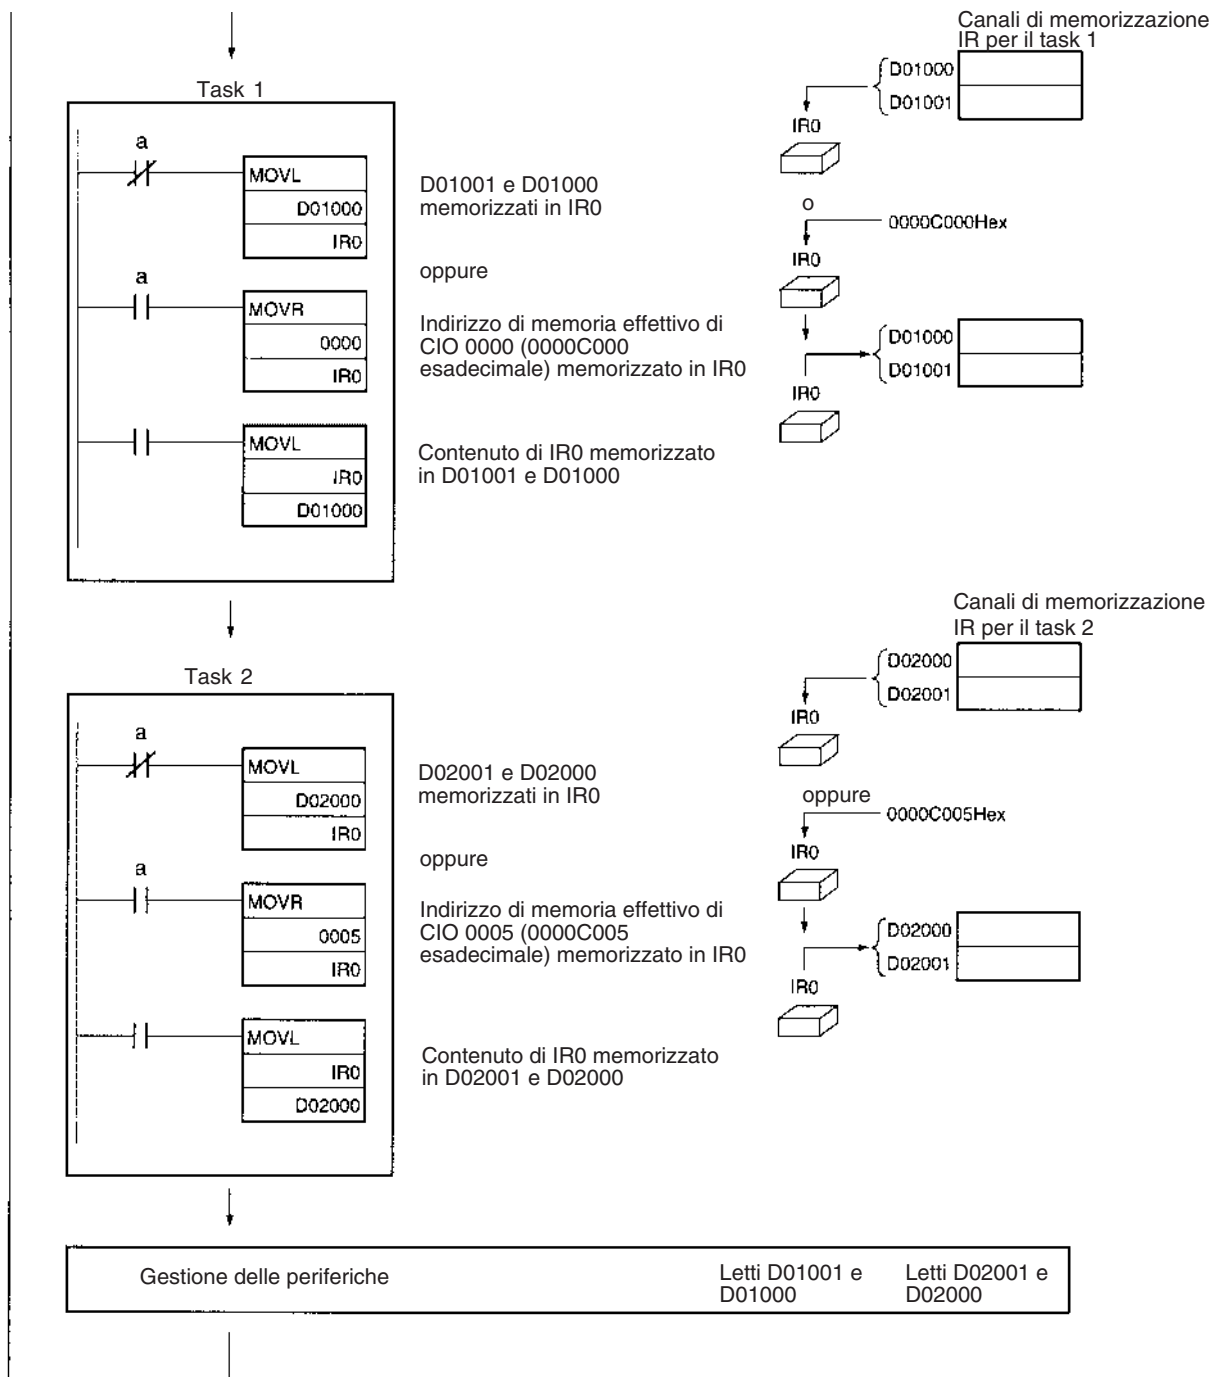 Canali di memorizzazione
IR per il task 1
Task 1
D01000
D01001
IR0
a
MOVL
D01000
IR0
D01001 e D01000
memorizzati in IR0
o
0000C000Hex
IR0
oppure
a
MOVR
0000
IR0
Indirizzo di memoria effettivo di
CIO 0000 (0000C000
esadecimale) memorizzato in IR0
D01000
D01001
IR0
MOVL
IR0
D01000
Contenuto di IR0 memorizzato
in D01001 e D01000
Canali di memorizzazione
IR per il task 2
Task 2
D02000
D02001
IR0
a
MOVL
D02000
IR0
D02001 e D02000
memorizzati in IR0
oppure
0000C005Hex
IR0
oppure
a
MOVR
0005
IR0
Indirizzo di memoria effettivo di
CIO 0005 (0000C005
esadecimale) memorizzato in IR0
D02000
D02001
IR0
MOVL
IR0
D02000
Contenuto di IR0 memorizzato
in D02001 e D02000
Gestione delle periferiche
Letti D01001 e
D01000
Letti D02001 e
D02000